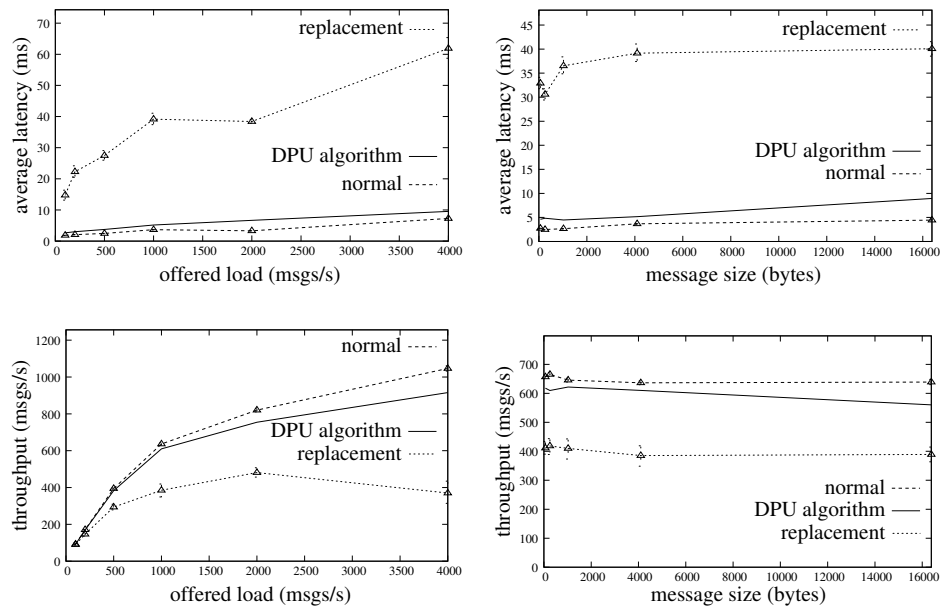 average latency (ms)
70
60
50
40
30
20
10
0
replacement
DPU algorithm
normal
0 500 1000 1500 2000 2500 3000 3500 4000
offered load (msgs/s)
average latency (ms)
45
40
35
30
25
20
15
10
5
0
replacement
DPU algorithm
normal
0 2000 4000 6000 8000 10000 12000 14000 16000
message size (bytes)
throughput (msgs/s)
1200
1000
800
600
400
200
0
normal
DPU algorithm
replacement
0 500 1000 1500 2000 2500 3000 3500 4000
offered load (msgs/s)
throughput (msgs/s)
700
600
500
400
300
200
100
0
normal
DPU algorithm
replacement
0 2000 4000 6000 8000 10000 12000 14000 16000
message size (bytes)